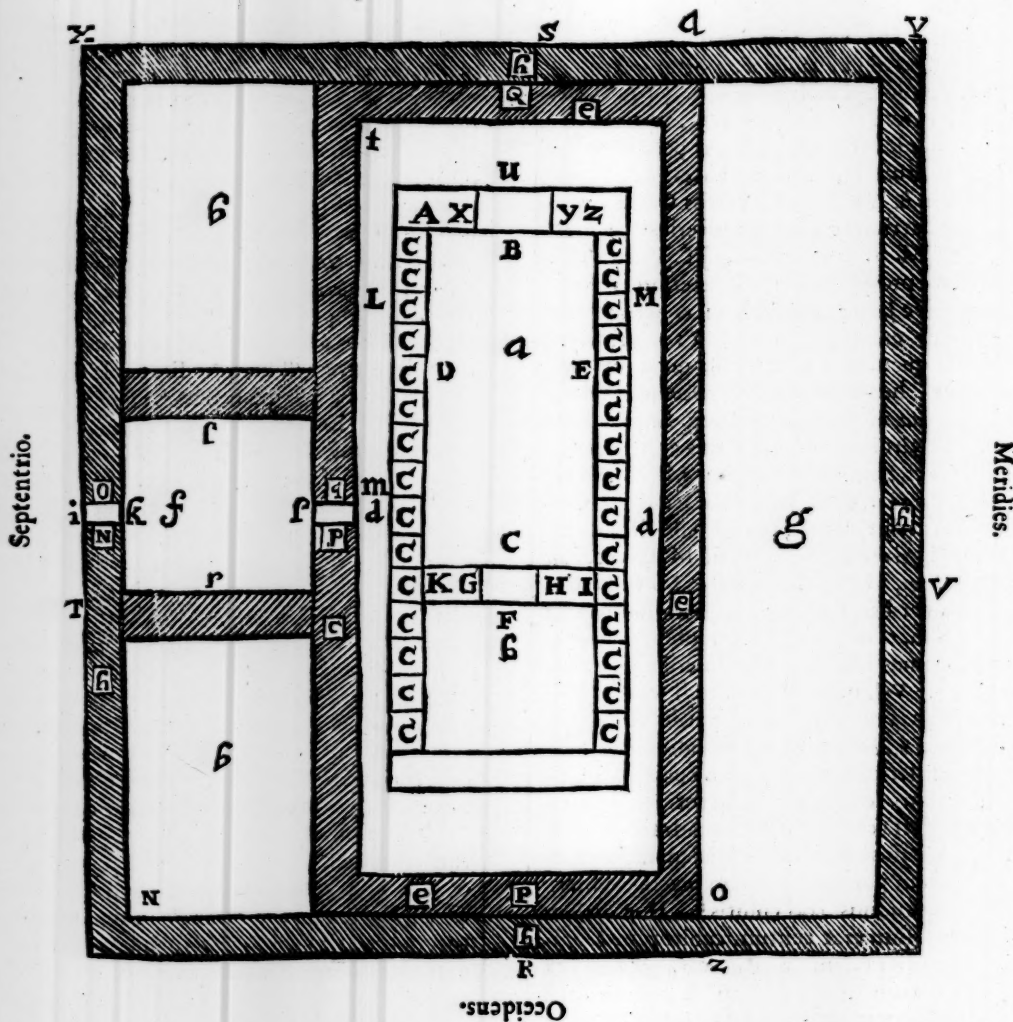 Y S a V
h
Q e
t
u
A X y z
B
C C
C C
L C C M
C a C
D C C E
C C
C C
O q m C C
i k f ſ d C C d g h
N P C C C
C K G H I C
T r e V
C F C
C C
h C C
C C
N e P O
h
R Z
Septentrio.
Meridies.
Occidens.